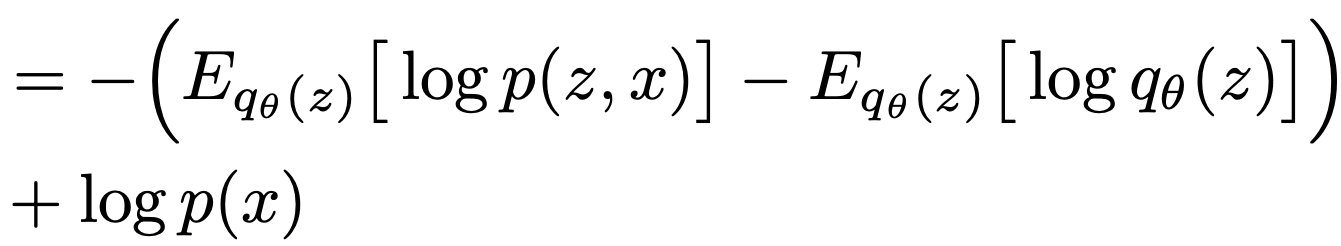 = −(E_{q_θ(z)}[log p(z, x)] − E_{q_θ(z)}[log q_θ(z)])
+ log p(x)